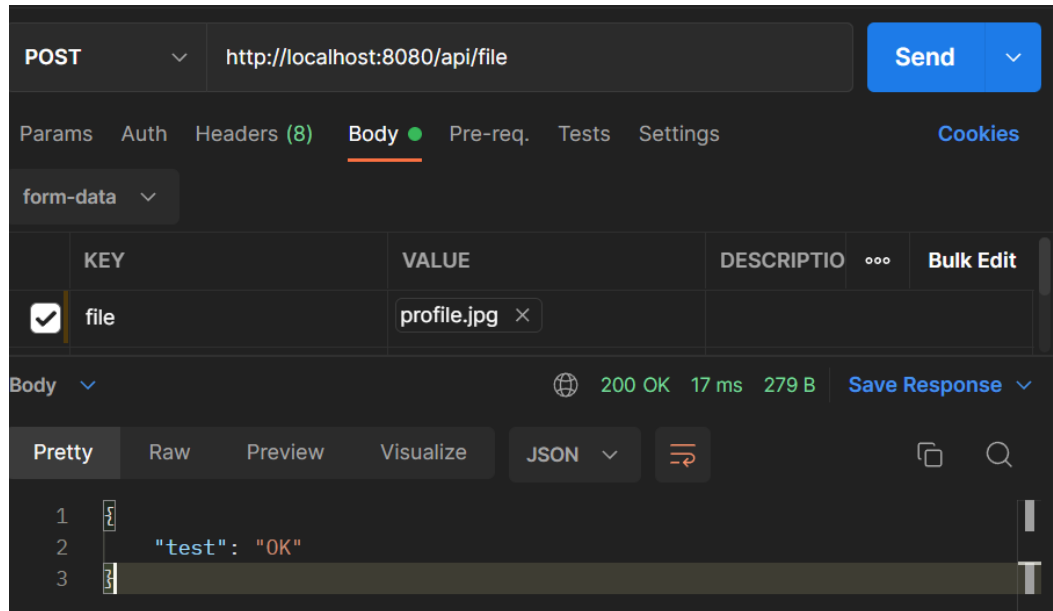 POST http://localhost:8080/api/file Send
Params Auth Headers (8) Body Pre-req. Tests Settings Cookies
form-data
KEY VALUE DESCRIPTIO ooo Bulk Edit
file profile.jpg
Body 200 OK 17 ms 279 B Save Response
Pretty Raw Preview Visualize JSON
1 {
2 "test": "OK"
3 }